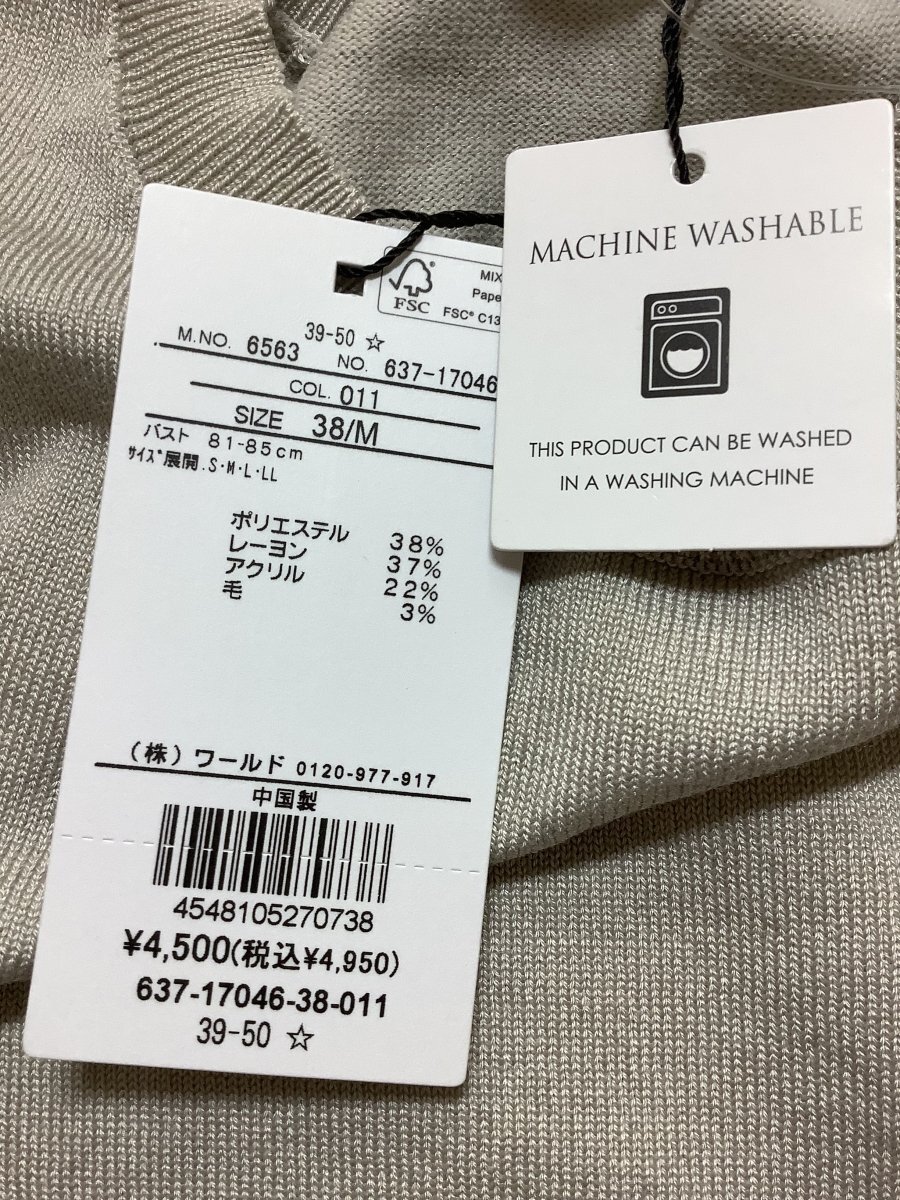 FSC
MIX
FSC® C13
39-50 ☆
M.NO. 6563 NO. 637-17046
COL. 011
SIZE 38/M
バスト 81-85cm
ｻｲｽﾞ展開.S・M・L・LL
ポリエステル 38%
レーヨン 37%
アクリル 22%
毛 3%
(株)ワールド 0120-977-917
中国製
4548105270738
¥4,500(税込¥4,950)
637-17046-38-011
39-50 ☆
MACHINE WASHABLE
THIS PRODUCT CAN BE WASHED
IN A WASHING MACHINE